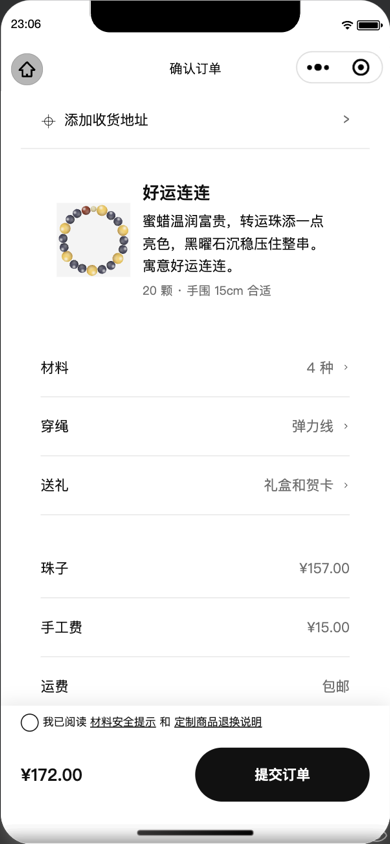 23:06
确认订单
添加收货地址
好运连连
蜜蜡温润富贵，转运珠添一点
亮色，黑曜石沉稳压住整串。
寓意好运连连。
20 颗 · 手围 15cm 合适
材料 4 种
穿绳 弹力线
送礼 礼盒和贺卡
珠子 ¥157.00
手工费 ¥15.00
运费 包邮
我已阅读 材料安全提示 和 定制商品退换说明
¥172.00 提交订单